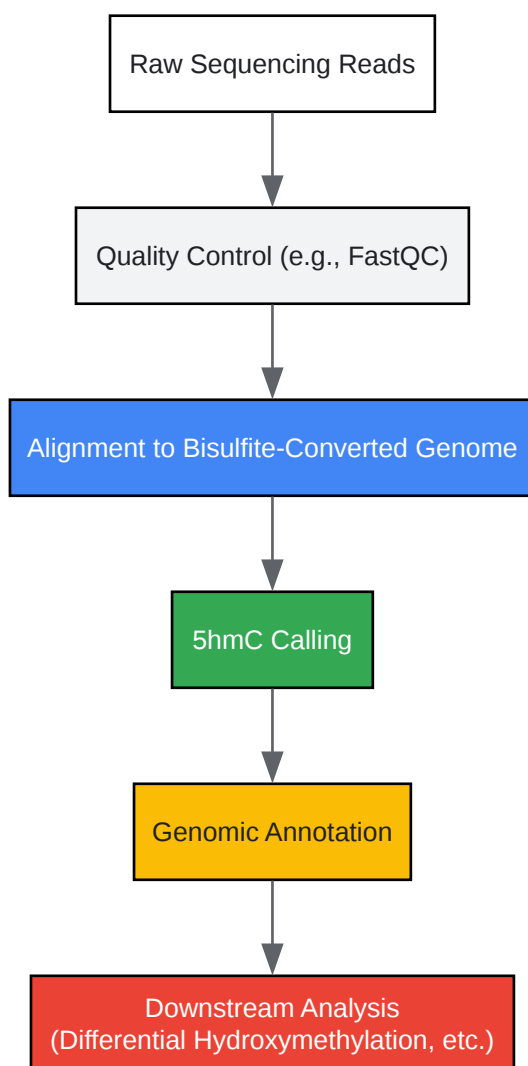 Raw Sequencing Reads
Quality Control (e.g., FastQC)
Alignment to Bisulfite-Converted Genome
5hmC Calling
Genomic Annotation
Downstream Analysis
(Differential Hydroxymethylation, etc.)